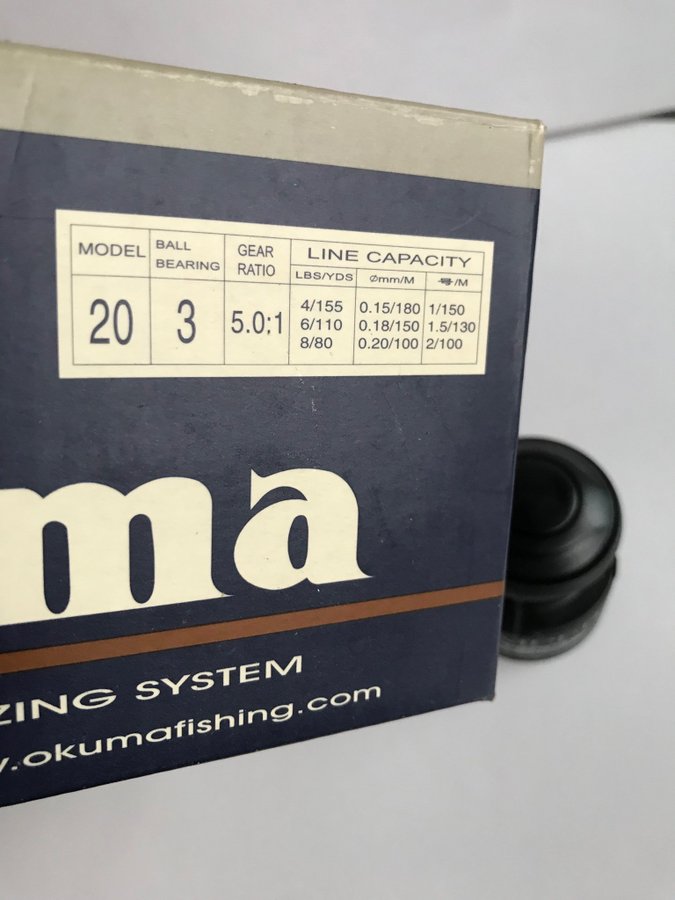 MODEL BALL BEARING GEAR RATIO LINE CAPACITY
LBS/YDS Ømm/M /M
20 3 5.0:1
4/155 0.15/180 1/150
6/110 0.18/150 1.5/130
8/80 0.20/100 2/100
ma
ZING SYSTEM
.okumafishing.com